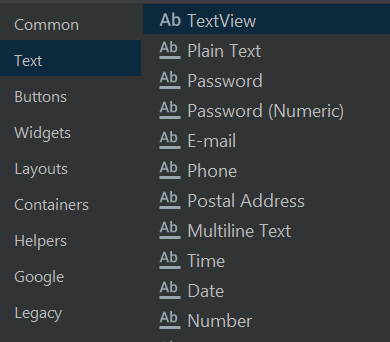 Common
Text
Buttons
Widgets
Layouts
Containers
Helpers
Google
Legacy
Ab TextView
Ab Plain Text
Ab Password
Ab Password (Numeric)
Ab E-mail
Ab Phone
Ab Postal Address
Ab Multiline Text
Ab Time
Ab Date
Ab Number